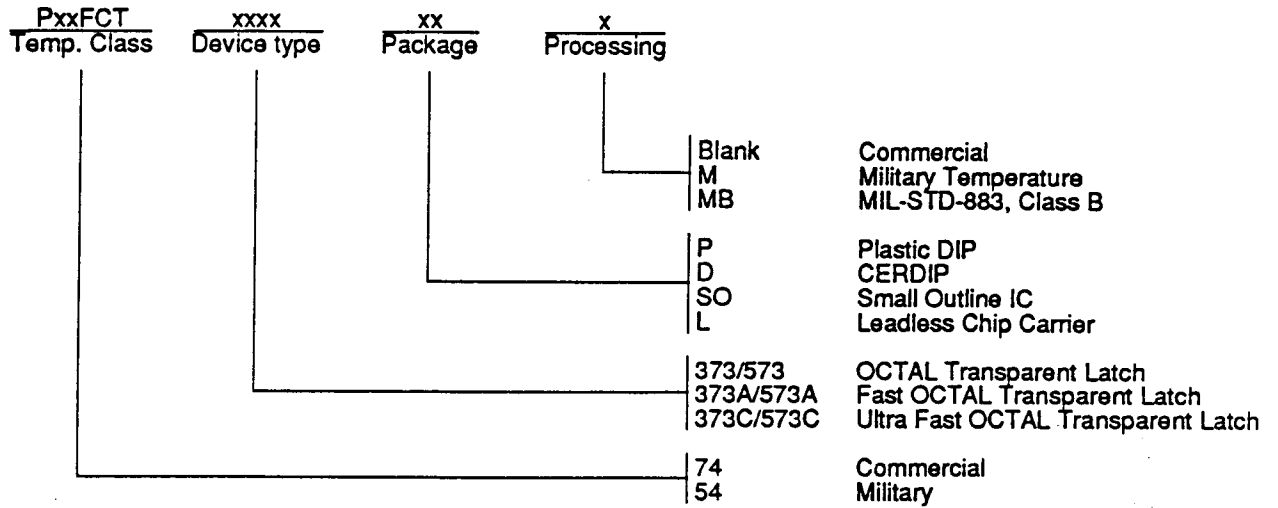 PxxFCT xxxx xx x
Temp. Class Device type Package Processing
Blank Commercial
M Military Temperature
MB MIL-STD-883, Class B
P Plastic DIP
D CERDIP
SO Small Outline IC
L Leadless Chip Carrier
373/573 OCTAL Transparent Latch
373A/573A Fast OCTAL Transparent Latch
373C/573C Ultra Fast OCTAL Transparent Latch
74 Commercial
54 Military